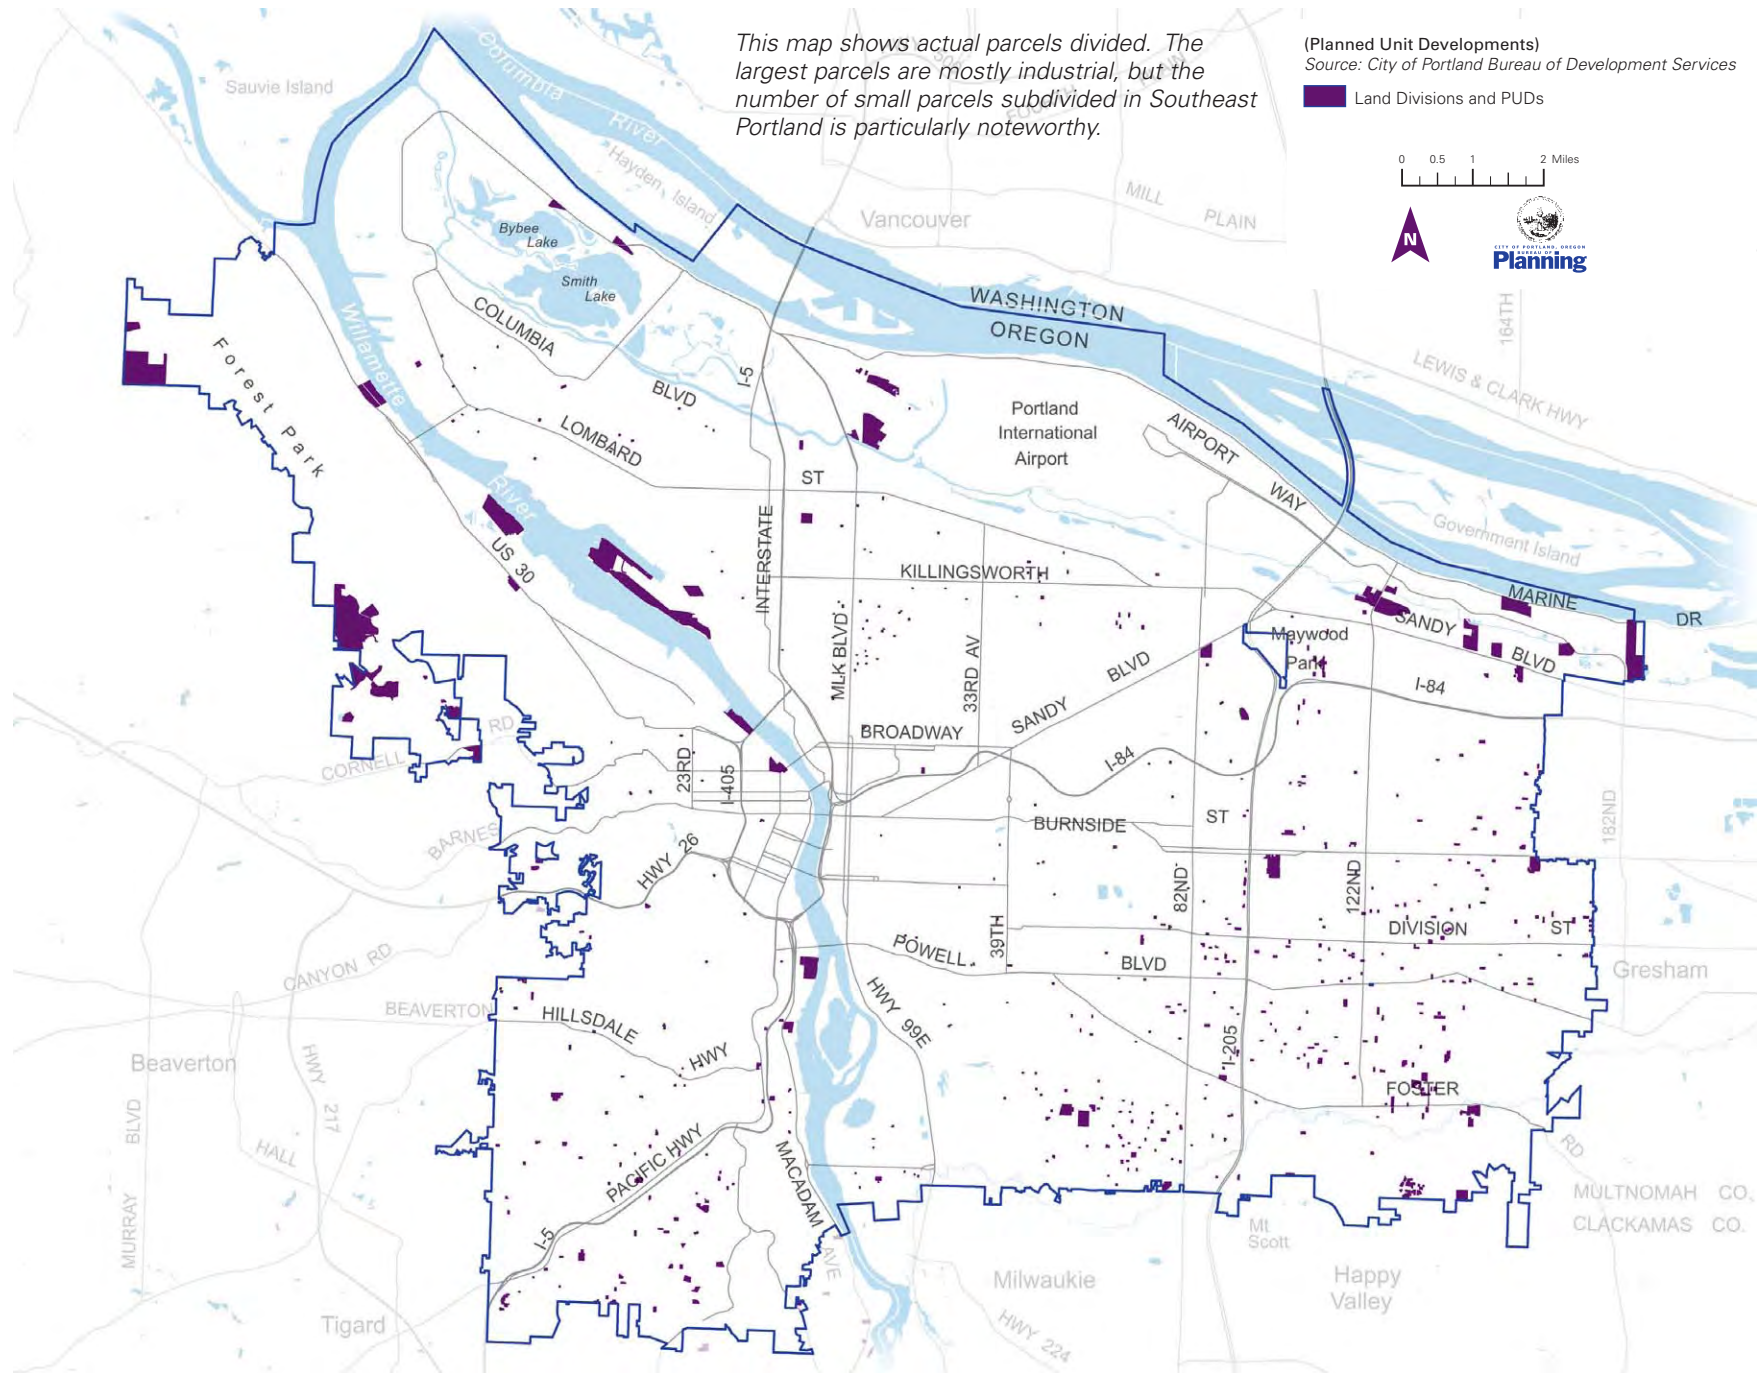 This map shows actual parcels divided. The
largest parcels are mostly industrial, but the
number of small parcels subdivided in Southeast
Portland is particularly noteworthy.
(Planned Unit Developments)
Source: City of Portland Bureau of Development Services
Land Divisions and PUDs
0 0.5 1 2 Miles
N
CITY OF PORTLAND, OREGON
BUREAU OF
Planning
Sauvie Island
Columbia
River
Hayden Island
FOURTH PLAIN
MILL PLAIN
Vancouver
Bybee
Lake
Smith
Lake
WASHINGTON
OREGON
164TH
LEWIS & CLARK HWY
COLUMBIA
BLVD
I-5
Willamette
River
Forest Park
LOMBARD
ST
Portland
International
Airport
AIRPORT
WAY
Government Island
US 30
INTERSTATE
KILLINGSWORTH
MARINE
DR
MLK BLVD
33RD AV
SANDY
BLVD
Maywood
Park
SANDY
BLVD
I-84
BROADWAY
I-84
CORNELL
RD
23RD
I-405
BARNES
HWY 26
BURNSIDE
ST
182ND
82ND
122ND
39TH
DIVISION
ST
POWELL
BLVD
Gresham
CANYON RD
BEAVERTON
HILLSDALE
HWY
HWY 99E
I-205
Beaverton
HWY 217
FOSTER
RD
BLVD
MURRAY
HALL
PACIFIC HWY
I-5
MACADAM
AVE
MULTNOMAH CO.
CLACKAMAS CO.
Mt
Scott
Milwaukie
Happy
Valley
Tigard
HWY 224